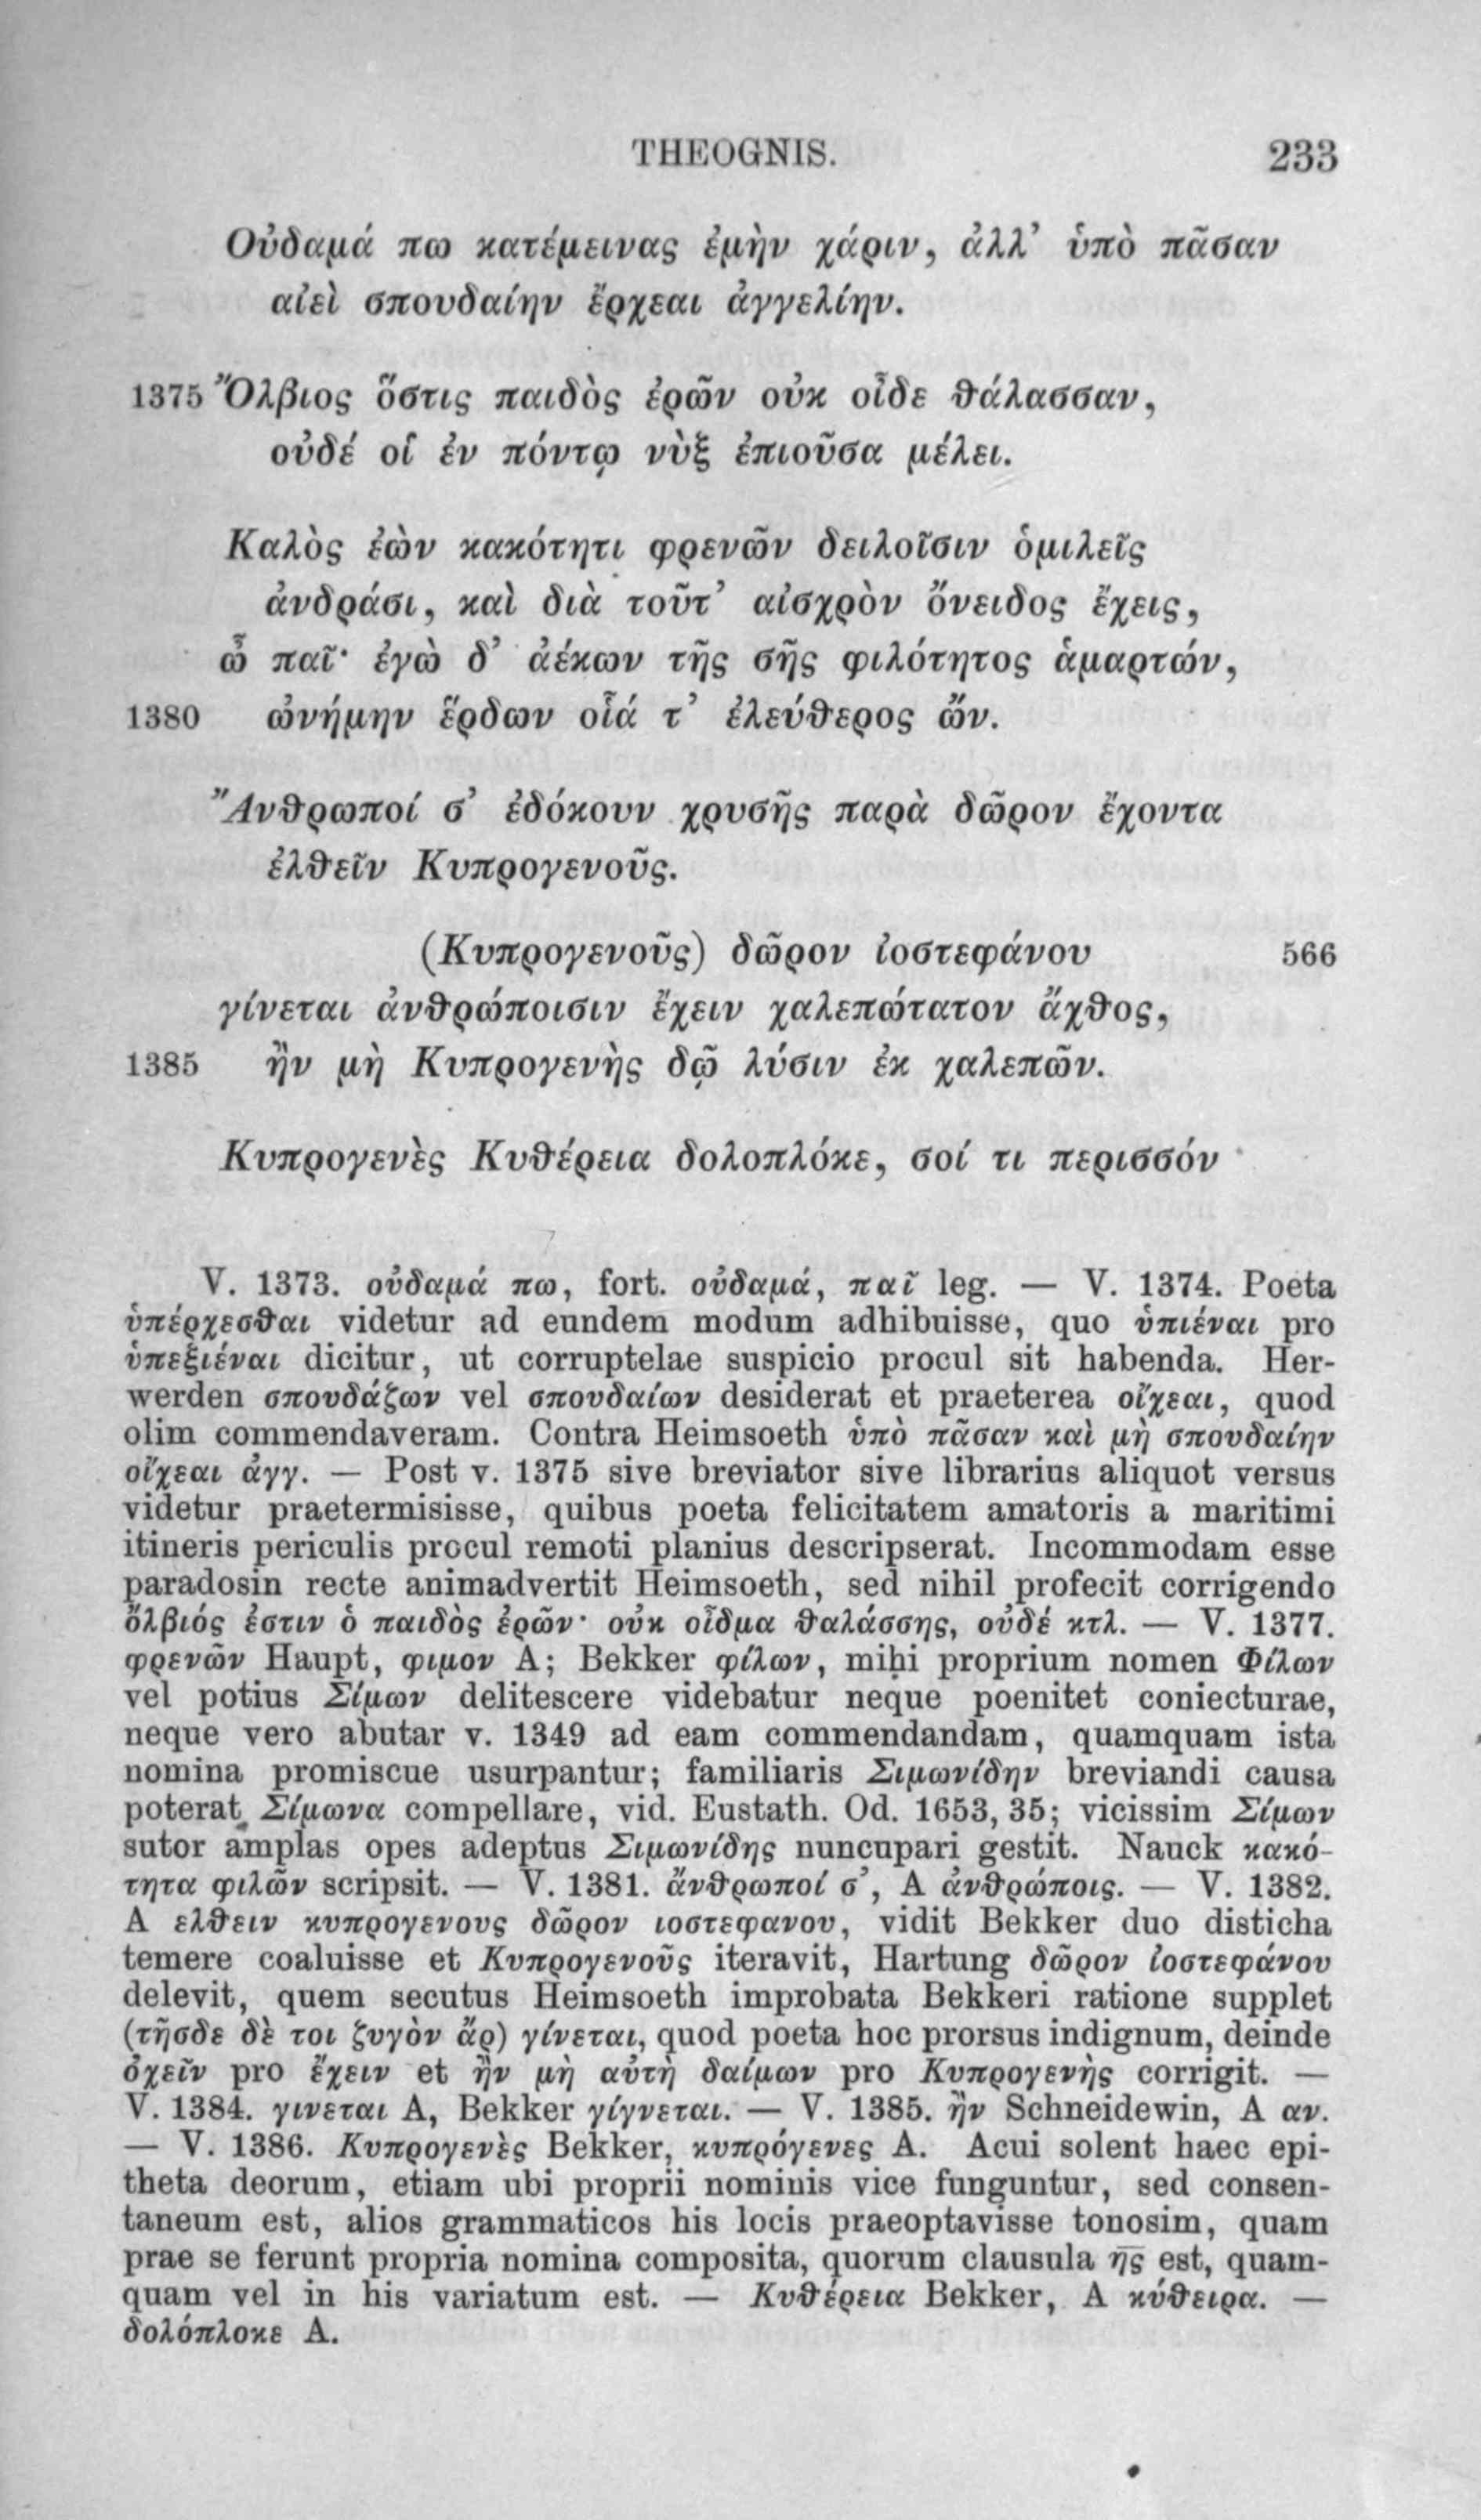 THEOGNIS. 233
Οὐδαμά πω κατέμεινας ἐμὴν χάριν, ἀλλ’ ὑπὸ πᾶσαν
αἰεὶ σπουδαίην ἔρχεαι ἀγγελίην.
1375 Ὄλβιος ὅστις παιδὸς ἐρῶν οὐκ οἶδε θάλασσαν,
οὐδέ οἱ ἐν πόντῳ νὺξ ἐπιοῦσα μέλει.
Καλὸς ἐὼν κακότητι φρενῶν δειλοῖσιν ὁμιλεῖς
ἀνδράσι, καὶ διὰ τοῦτ’ αἰσχρὸν ὄνειδος ἔχεις,
ὦ παῖ· ἐγὼ δ’ ἀέκων τῆς σῆς φιλότητος ἁμαρτών,
1380 ὠνήμην ἕρδων οἷά τ’ ἐλεύθερος ὤν.
Ἄνθρωποί σ’ ἐδόκουν χρυσῆς παρὰ δῶρον ἔχοντα
ἐλθεῖν Κυπρογενοῦς.
(Κυπρογενοῦς) δῶρον ἰοστεφάνου 566
γίνεται ἀνθρώποισιν ἔχειν χαλεπώτατον ἄχθος,
1385 ἢν μὴ Κυπρογενὴς δῷ λύσιν ἐκ χαλεπῶν.
Κυπρογενὲς Κυθέρεια δολοπλόκε, σοί τι περισσόν
V. 1373. οὐδαμά πω, fort. οὐδαμά, παῖ leg. — V. 1374. Poeta
ὑπέρχεσθαι videtur ad eundem modum adhibuisse, quo ὑπιέναι pro
ὑπεξιέναι dicitur, ut corruptelae suspicio procul sit habenda. Her-
werden σπουδάζων vel σπουδαίων desiderat et praeterea οἴχεαι, quod
olim commendaveram. Contra Heimsoeth ὑπὸ πᾶσαν καὶ μὴ σπουδαίην
οἴχεαι ἀγγ. — Post v. 1375 sive breviator sive librarius aliquot versus
videtur praetermisisse, quibus poeta felicitatem amatoris a maritimi
itineris periculis procul remoti planius descripserat. Incommodam esse
paradosin recte animadvertit Heimsoeth, sed nihil profecit corrigendo
ὄλβιός ἐστιν ὁ παιδὸς ἐρῶν· οὐκ οἶδμα θαλάσσης, οὐδέ κτλ. — V. 1377.
φρενῶν Haupt, φιμον A; Bekker φίλων, mihi proprium nomen Φίλων
vel potius Σίμων delitescere videbatur neque poenitet coniecturae,
neque vero abutar v. 1349 ad eam commendandam, quamquam ista
nomina promiscue usurpantur; familiaris Σιμωνίδην breviandi causa
poterat Σίμωνα compellare, vid. Eustath. Od. 1653, 35; vicissim Σίμων
sutor amplas opes adeptus Σιμωνίδης nuncupari gestit. Nauck κακό-
τητα φιλῶν scripsit. — V. 1381. ἄνθρωποί σ’, A ἀνθρώποις. — V. 1382.
A ελθειν κυπρογενους δῶρον ιοστεφανου, vidit Bekker duo disticha
temere coaluisse et Κυπρογενοῦς iteravit, Hartung δῶρον ἰοστεφάνου
delevit, quem secutus Heimsoeth improbata Bekkeri ratione supplet
(τῆσδε δὲ τοι ζυγὸν ἄρ) γίνεται, quod poeta hoc prorsus indignum, deinde
ὀχεῖν pro ἔχειν et ἢν μὴ αὐτὴ δαίμων pro Κυπρογενὴς corrigit. —
V. 1384. γινεται A, Bekker γίγνεται. — V. 1385. ἢν Schneidewin, A αν.
— V. 1386. Κυπρογενὲς Bekker, κυπρόγενες A. Acui solent haec epi-
theta deorum, etiam ubi proprii nominis vice funguntur, sed consen-
taneum est, alios grammaticos his locis praeoptavisse tonosim, quam
prae se ferunt propria nomina composita, quorum clausula ης est, quam-
quam vel in his variatum est. — Κυθέρεια Bekker, A κύθειρα. —
δολόπλοκε A.